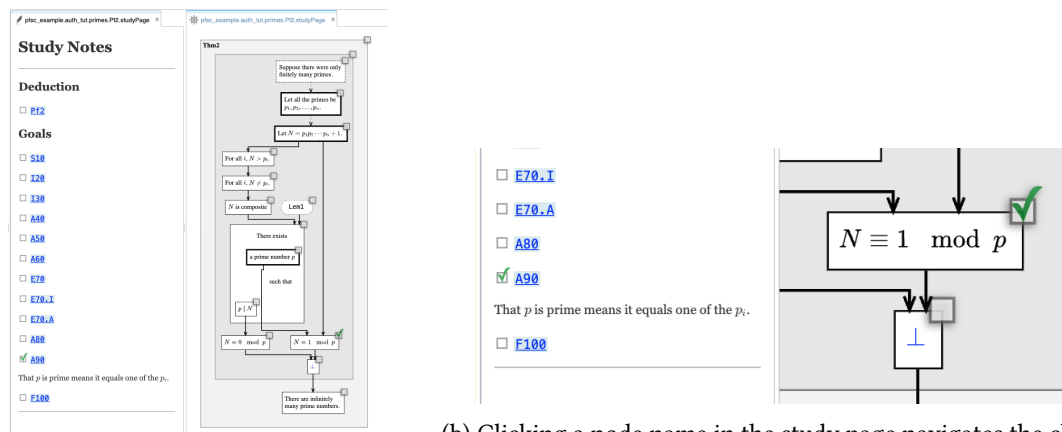 pfsc_example.auth_tut.primes.Pf2.studyPage ×
Study Notes
Deduction
Pf2
Goals
S10
I20
I30
A40
A50
A60
E70
E70.I
E70.A
A80
A90
That p is prime means it equals one of the pᵢ.
F100
pfsc_example.auth_tut.primes.Pf2.studyPage ×
Thm2
Suppose there were only
finitely many primes.
Let all the primes be
p₁, p₂, . . . , pₙ.
Let N = p₁p₂ · · · pₙ + 1.
For all i, N > pᵢ.
For all i, N ≠ pᵢ.
N is composite
Lem1
There exists
a prime number p
such that
p | N
N ≡ 0 mod p
N ≡ 1 mod p
⊥
There are infinitely
many prime numbers.
E70.I
E70.A
A80
A90
That p is prime means it equals one of the pᵢ.
F100
N ≡ 1 mod p
⊥
(b) Clicking a node name in the study page navigates the